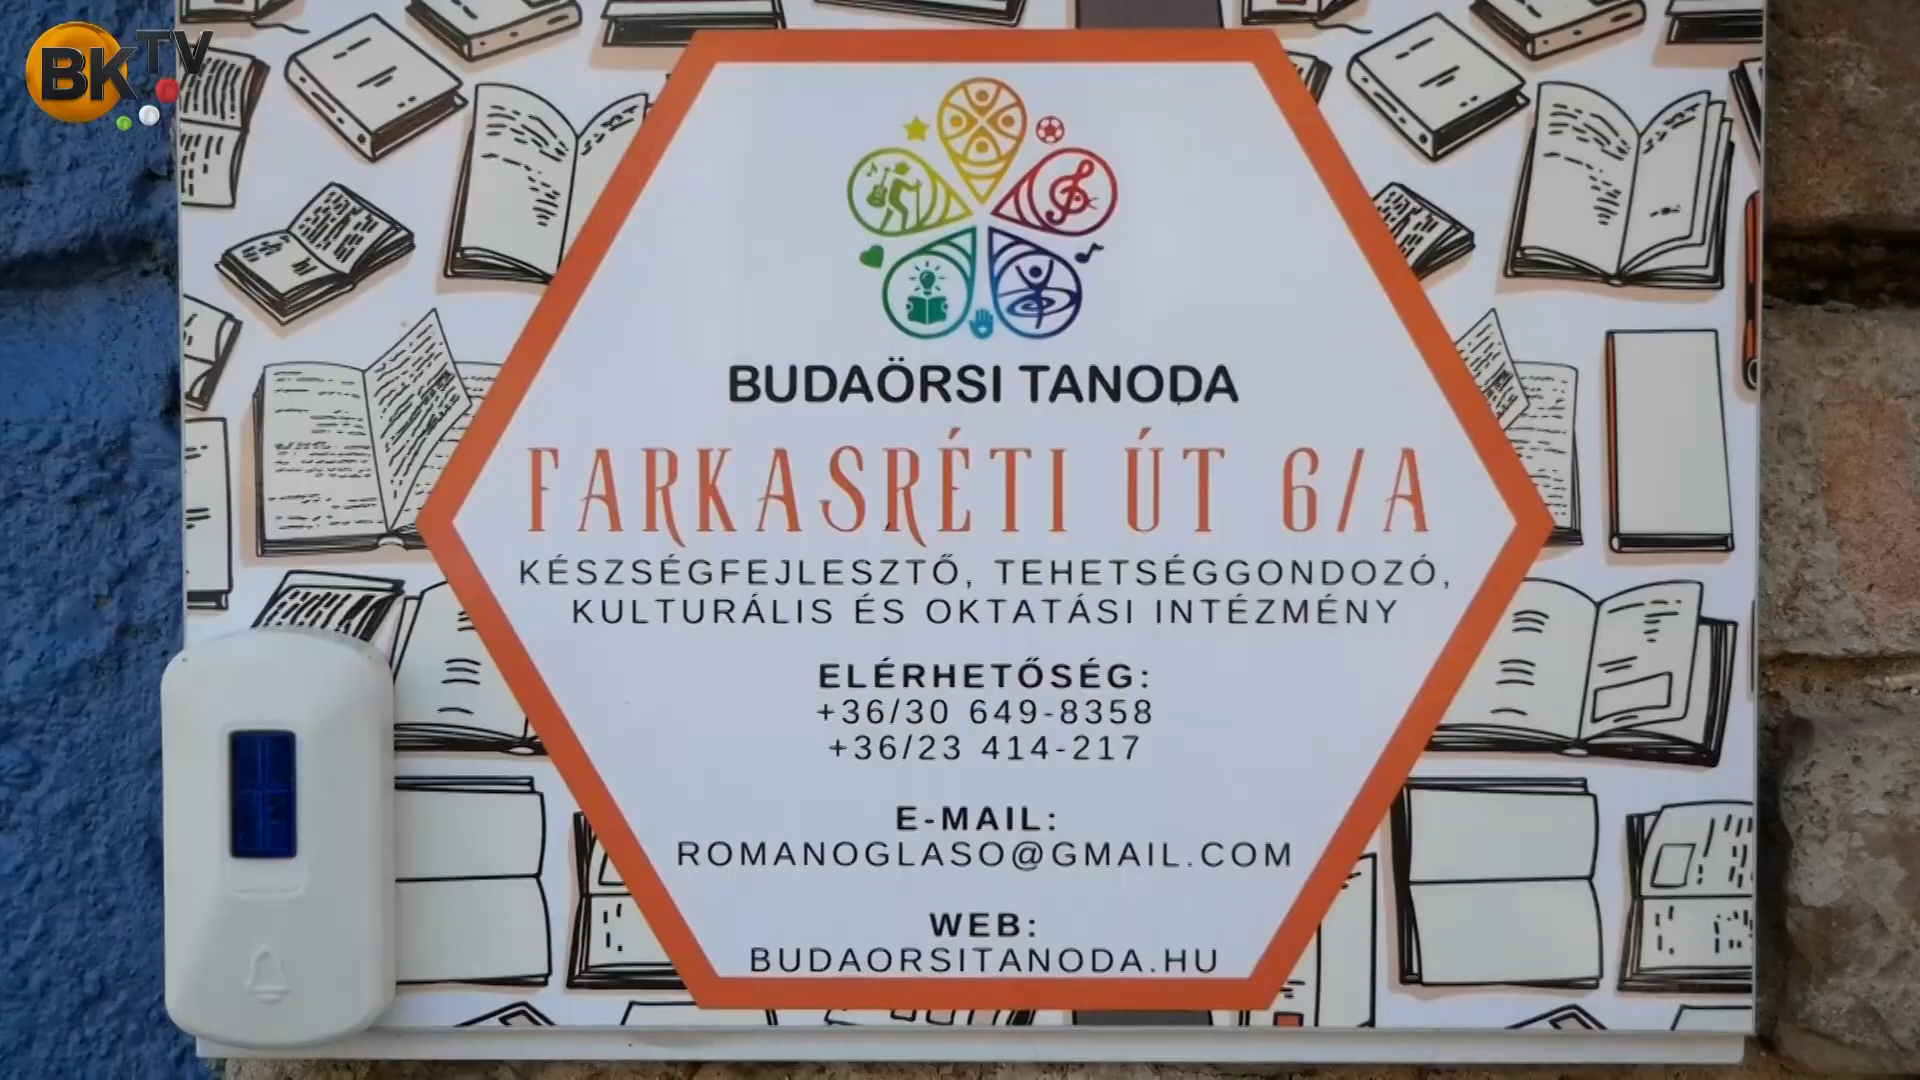 BKTV
BUDAÖRSI TANODA
FARKASRÉTI ÚT 6/A
KÉSZSÉGFEJLESZTŐ, TEHETSÉGGONDOZÓ,
KULTURÁLIS ÉS OKTATÁSI INTÉZMÉNY
ELÉRHETŐSÉG:
+36/30 649-8358
+36/23 414-217
E-MAIL:
ROMANOGLASO@GMAIL.COM
WEB:
BUDAORSITANODA.HU